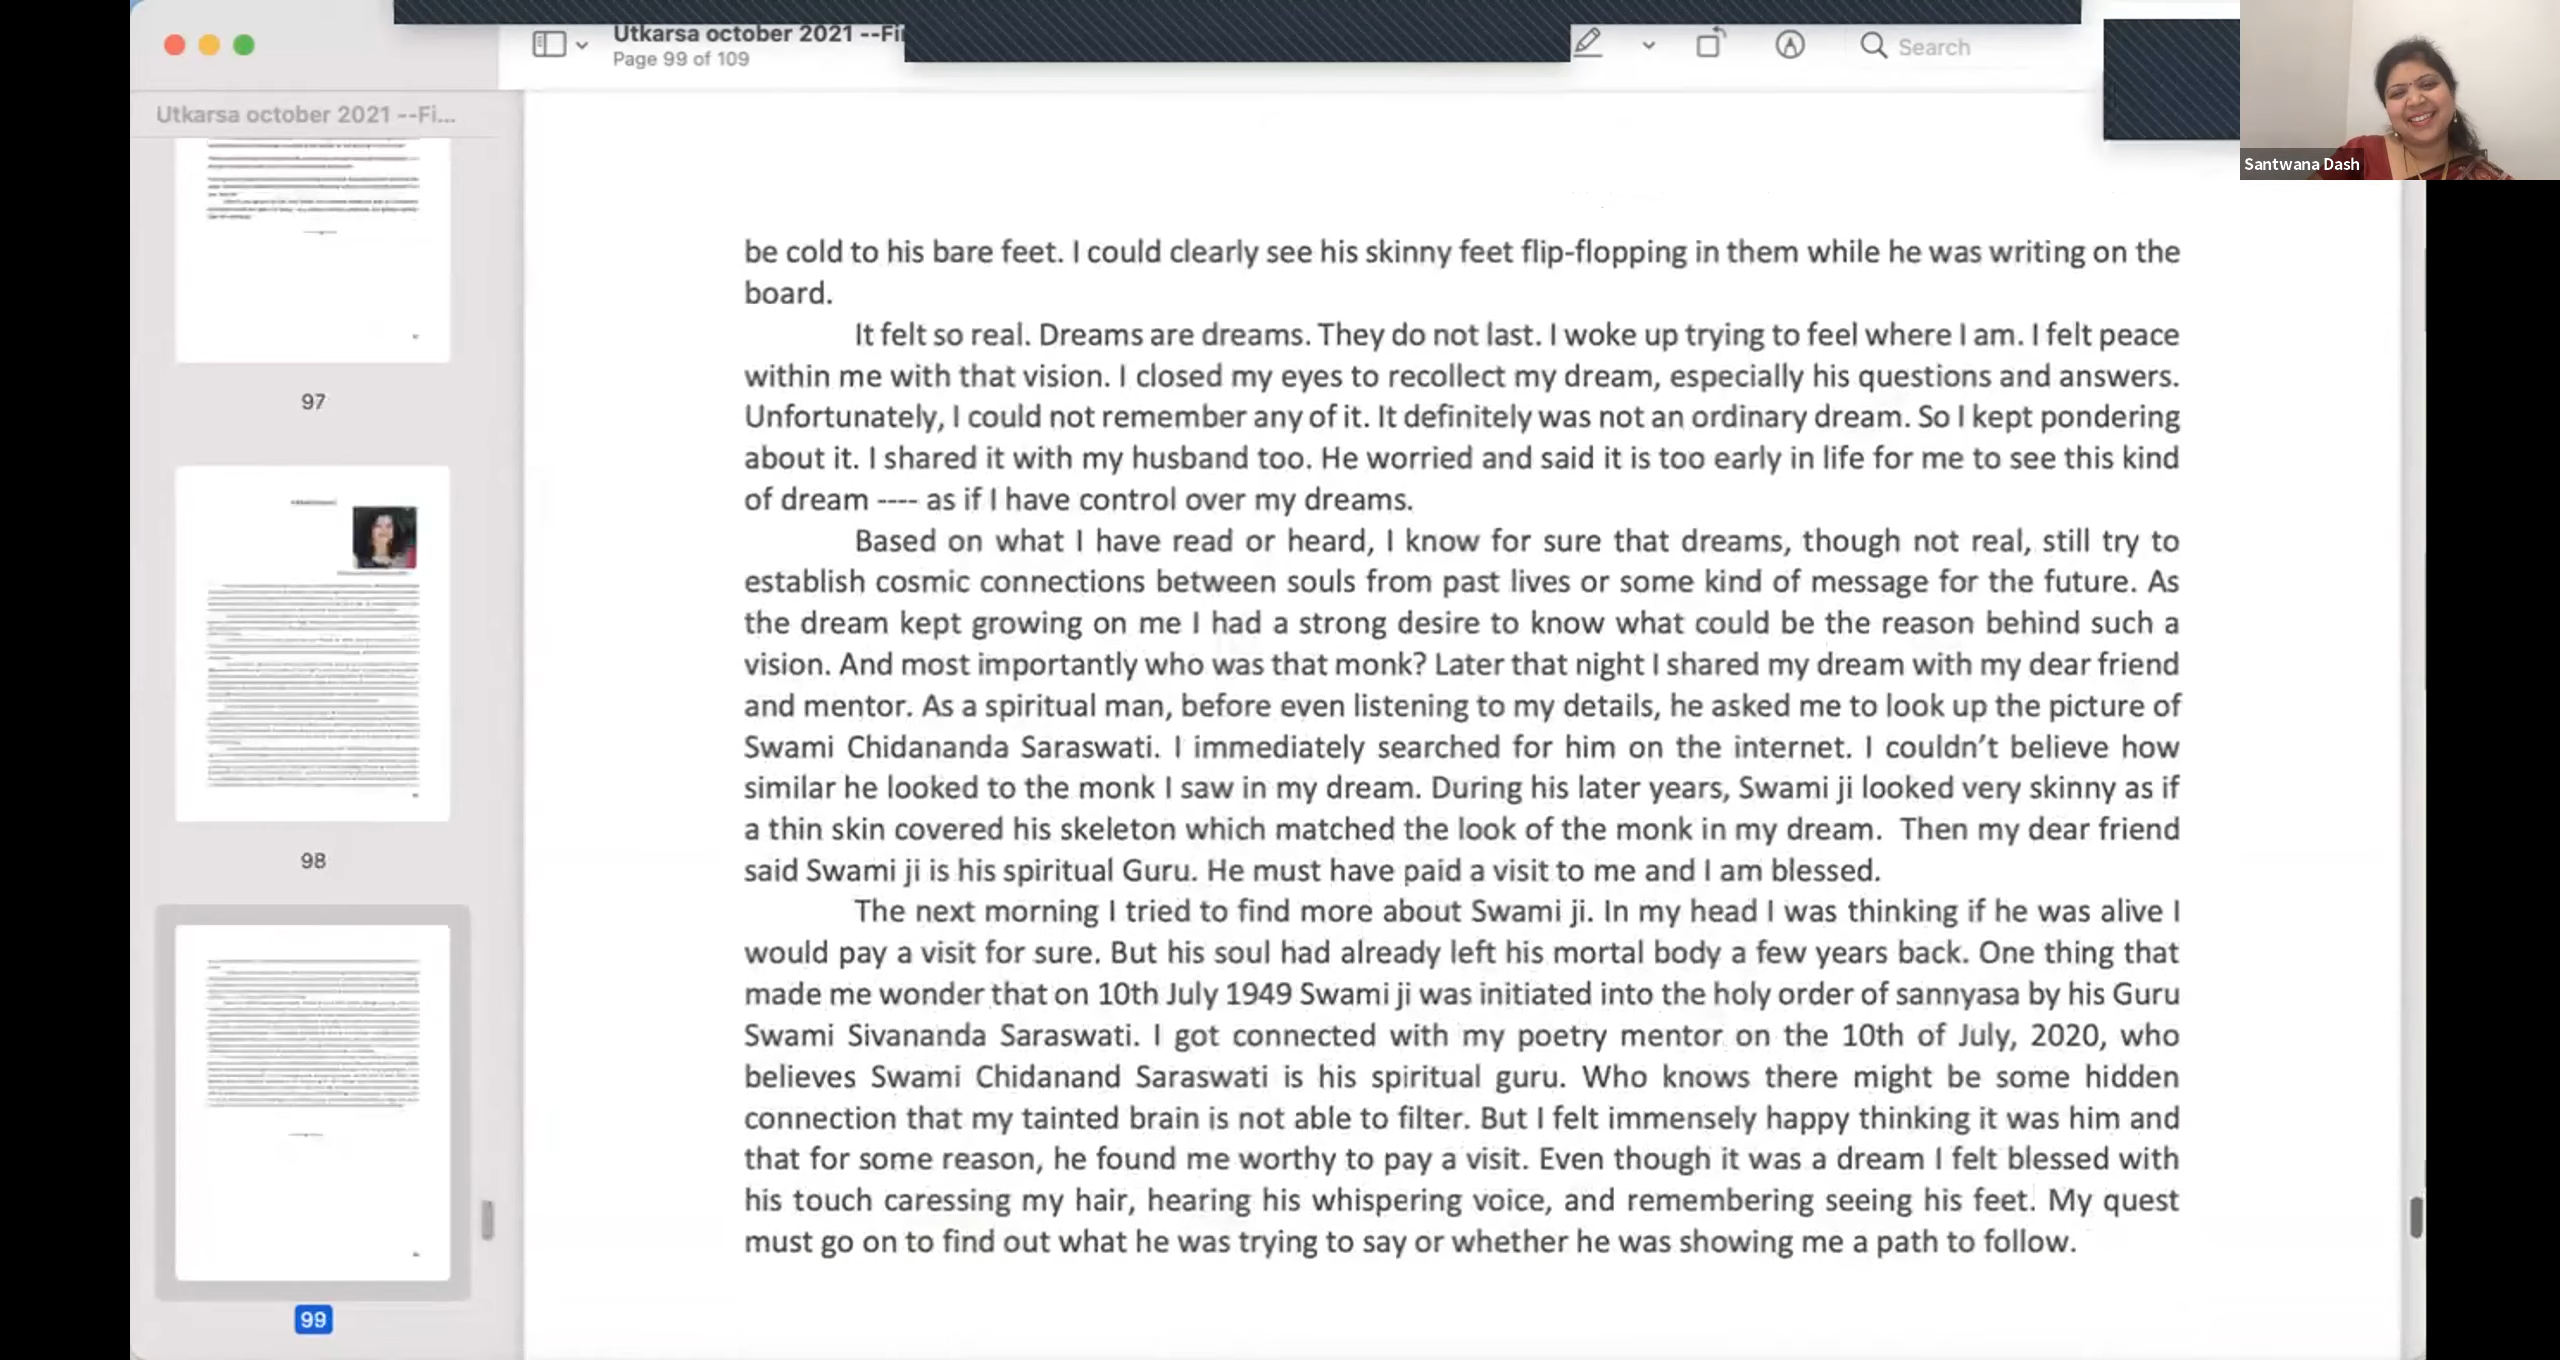 Utkarsa october 2021 --Fi
Page 99 of 109
Search
Santwana Dash
Utkarsa october 2021 --Fi...
97
98
99
be cold to his bare feet. I could clearly see his skinny feet flip-flopping in them while he was writing on the
board.
It felt so real. Dreams are dreams. They do not last. I woke up trying to feel where I am. I felt peace
within me with that vision. I closed my eyes to recollect my dream, especially his questions and answers.
Unfortunately, I could not remember any of it. It definitely was not an ordinary dream. So I kept pondering
about it. I shared it with my husband too. He worried and said it is too early in life for me to see this kind
of dream ---- as if I have control over my dreams.
Based on what I have read or heard, I know for sure that dreams, though not real, still try to
establish cosmic connections between souls from past lives or some kind of message for the future. As
the dream kept growing on me I had a strong desire to know what could be the reason behind such a
vision. And most importantly who was that monk? Later that night I shared my dream with my dear friend
and mentor. As a spiritual man, before even listening to my details, he asked me to look up the picture of
Swami Chidananda Saraswati. I immediately searched for him on the internet. I couldn't believe how
similar he looked to the monk I saw in my dream. During his later years, Swami ji looked very skinny as if
a thin skin covered his skeleton which matched the look of the monk in my dream.  Then my dear friend
said Swami ji is his spiritual Guru. He must have paid a visit to me and I am blessed.
The next morning I tried to find more about Swami ji. In my head I was thinking if he was alive I
would pay a visit for sure. But his soul had already left his mortal body a few years back. One thing that
made me wonder that on 10th July 1949 Swami ji was initiated into the holy order of sannyasa by his Guru
Swami Sivananda Saraswati. I got connected with my poetry mentor on the 10th of July, 2020, who
believes Swami Chidanand Saraswati is his spiritual guru. Who knows there might be some hidden
connection that my tainted brain is not able to filter. But I felt immensely happy thinking it was him and
that for some reason, he found me worthy to pay a visit. Even though it was a dream I felt blessed with
his touch caressing my hair, hearing his whispering voice, and remembering seeing his feet. My quest
must go on to find out what he was trying to say or whether he was showing me a path to follow.